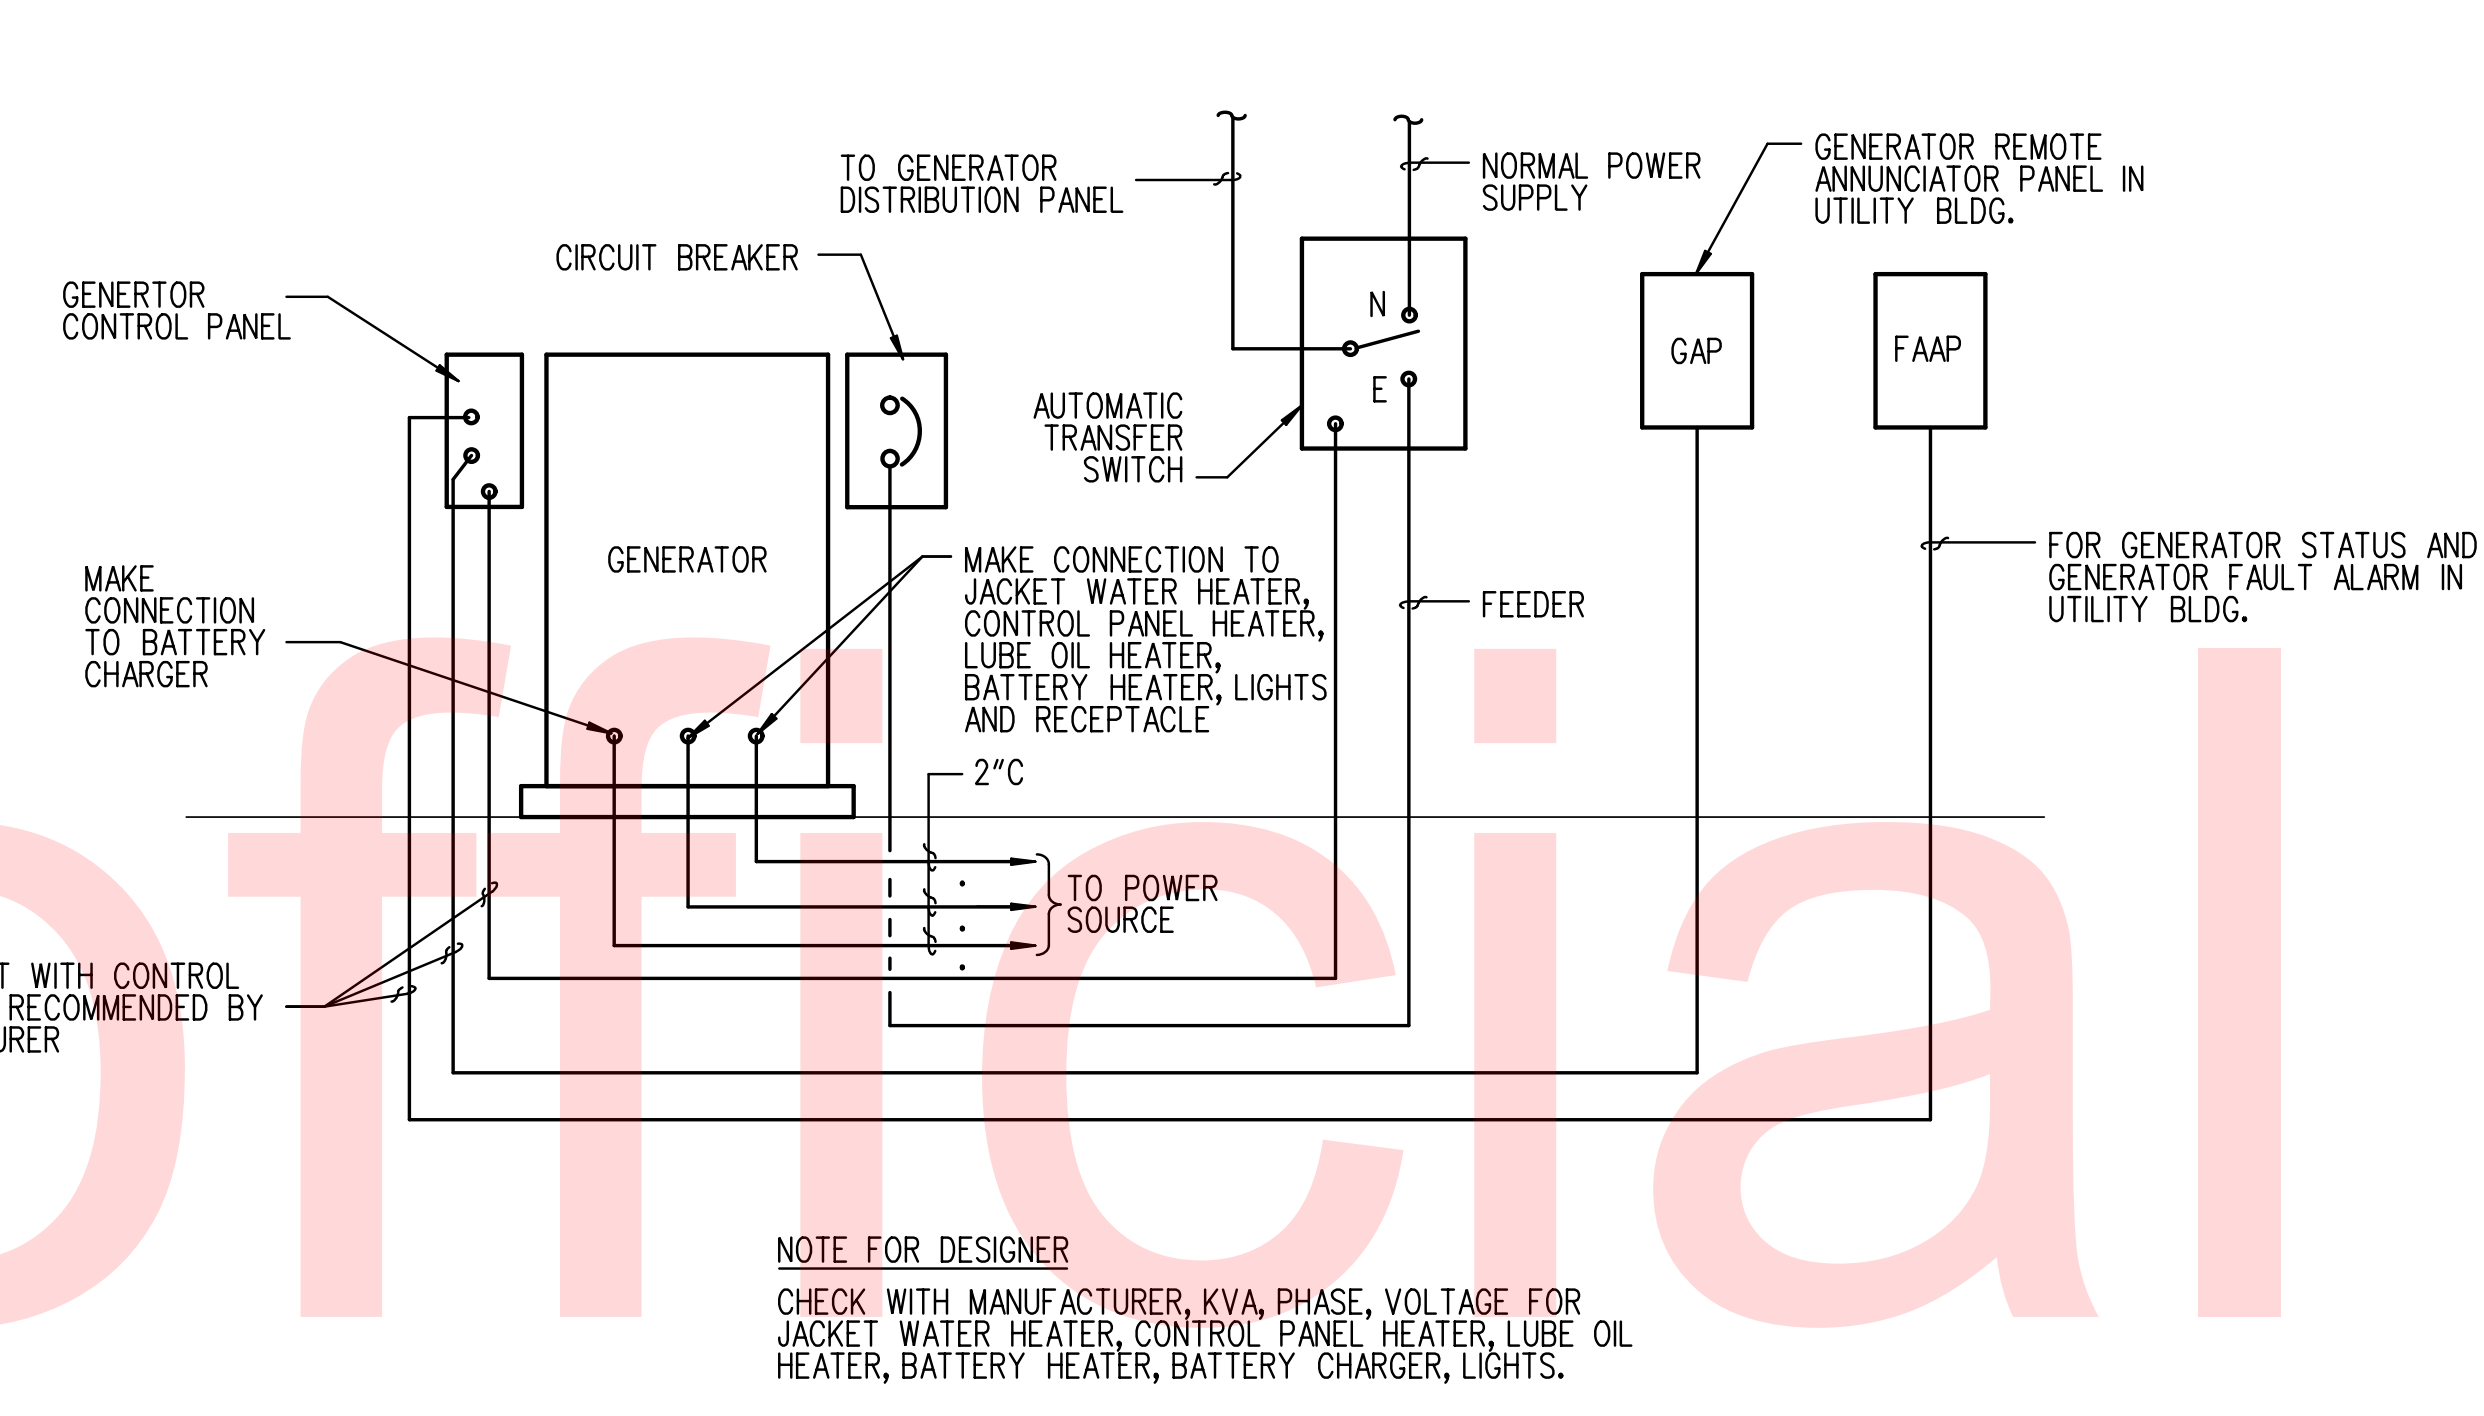 TO GENERATOR
DISTRIBUTION PANEL
NORMAL POWER
SUPPLY
GENERATOR REMOTE
ANNUNCIATOR PANEL IN
UTILITY BLDG.
CIRCUIT BREAKER
GENERTOR
CONTROL PANEL
N
E
GAP
FAAP
AUTOMATIC
TRANSFER
SWITCH
GENERATOR
MAKE
CONNECTION
TO BATTERY
CHARGER
MAKE CONNECTION TO
JACKET WATER HEATER,
CONTROL PANEL HEATER,
LUBE OIL HEATER,
BATTERY HEATER, LIGHTS
AND RECEPTACLE
FEEDER
FOR GENERATOR STATUS AND
GENERATOR FAULT ALARM IN
UTILITY BLDG.
2"C
TO POWER
SOURCE
WITH CONTROL
RECOMMENDED BY
official
NOTE FOR DESIGNER
CHECK WITH MANUFACTURER, KVA, PHASE, VOLTAGE FOR
JACKET WATER HEATER, CONTROL PANEL HEATER, LUBE OIL
HEATER, BATTERY HEATER, BATTERY CHARGER, LIGHTS.